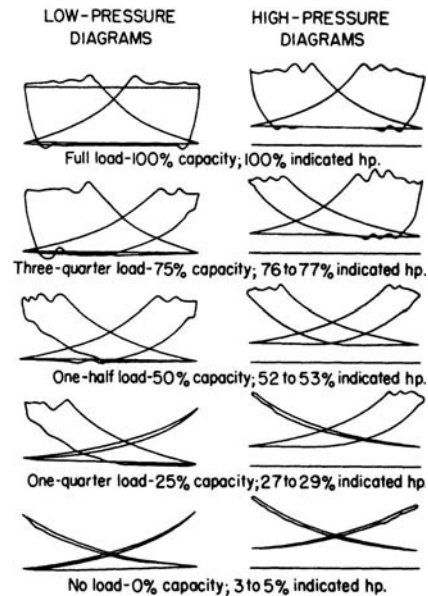 LOW-PRESSURE DIAGRAMS
HIGH-PRESSURE DIAGRAMS
Full load-100% capacity; 100% indicated hp.
Three-quarter load-75% capacity; 76 to 77% indicated hp.
One-half load-50% capacity; 52 to 53% indicated hp.
One-quarter load-25% capacity; 27 to 29% indicated hp.
No load-0% capacity; 3 to 5% indicated hp.